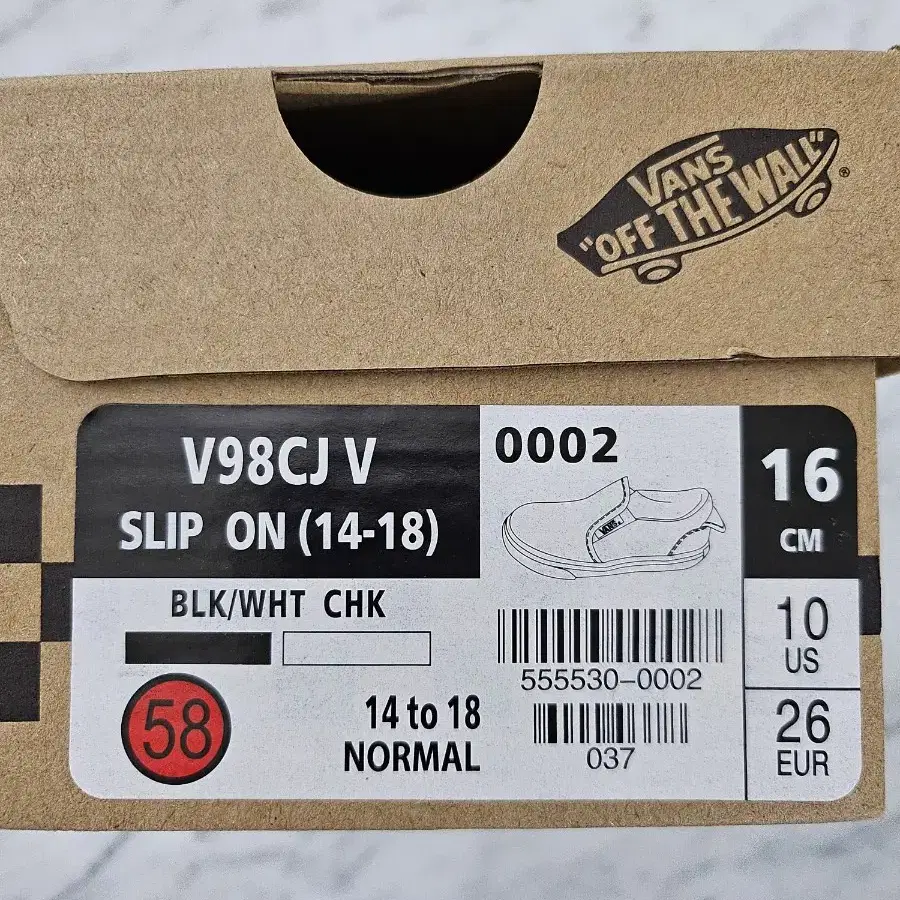 VANS
"OFF THE WALL"
®
V98CJ V
SLIP ON (14-18)
0002
VANS
16
CM
BLK/WHT CHK
10
US
555530-0002
58
14 to 18
NORMAL
037
26
EUR